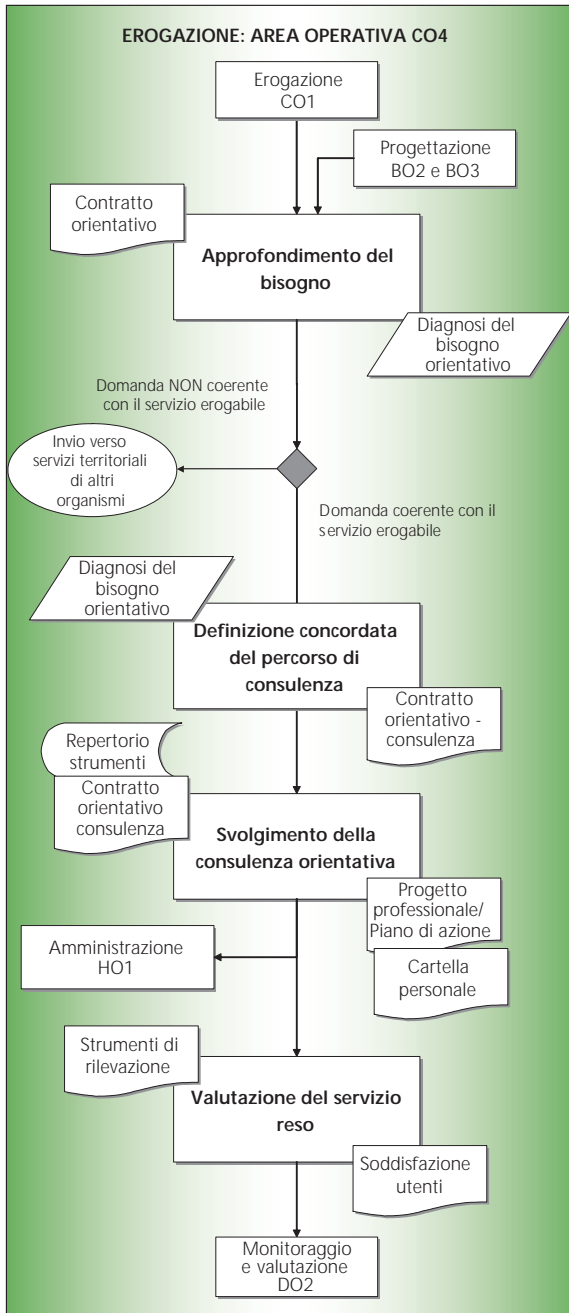 EROGAZIONE: AREA OPERATIVA CO4
Erogazione
CO1
Progettazione
BO2 e BO3
Contratto
orientativo
Approfondimento del
bisogno
Diagnosi del
bisogno
orientativo
Domanda NON coerente
con il servizio erogabile
Invio verso
servizi territoriali
di altri
organismi
Domanda coerente con il
servizio erogabile
Diagnosi del
bisogno
orientativo
Definizione concordata
del percorso di
consulenza
Contratto
orientativo -
consulenza
Repertorio
strumenti
Contratto
orientativo
consulenza
Svolgimento della
consulenza orientativa
Progetto
professionale/
Piano di azione
Amministrazione
HO1
Cartella
personale
Strumenti di
rilevazione
Valutazione del servizio
reso
Soddisfazione
utenti
Monitoraggio
e valutazione
DO2